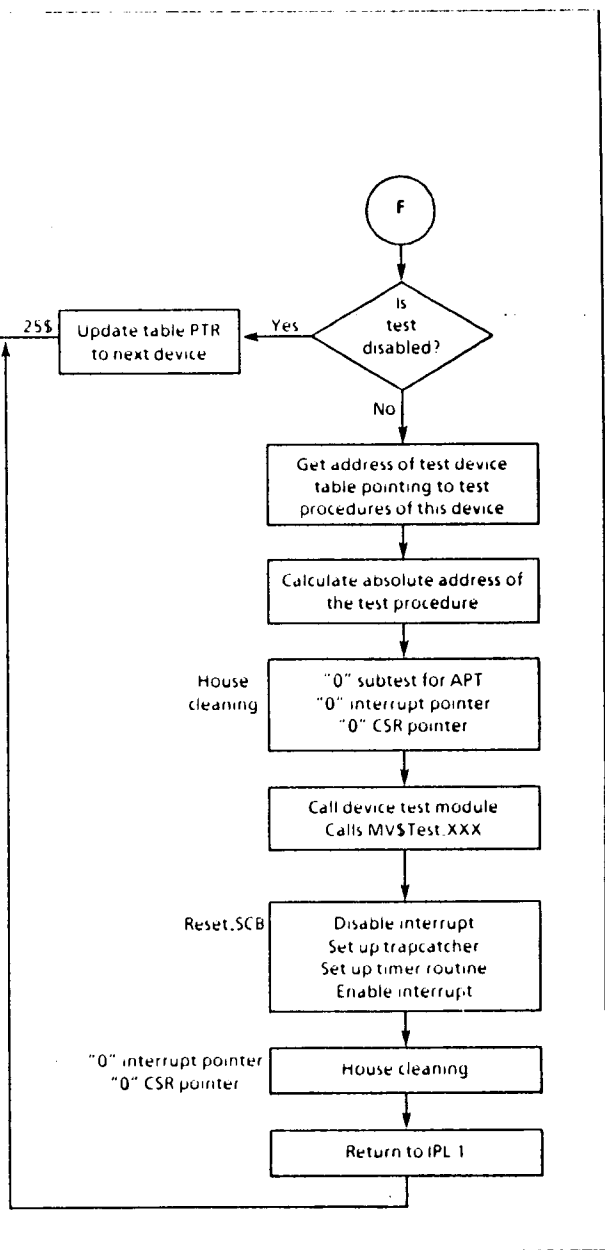 F
Is
test
disabled?
Yes
25$
Update table PTR
to next device
No
Get address of test device
table pointing to test
procedures of this device
Calculate absolute address of
the test procedure
House
cleaning
"0" subtest for APT
"0" interrupt pointer
"0" CSR pointer
Call device test module
Calls MV$Test.XXX
Reset.SCB
Disable interrupt
Set up trapcatcher
Set up timer routine
Enable interrupt
"0" interrupt pointer
"0" CSR pointer
House cleaning
Return to IPL 1